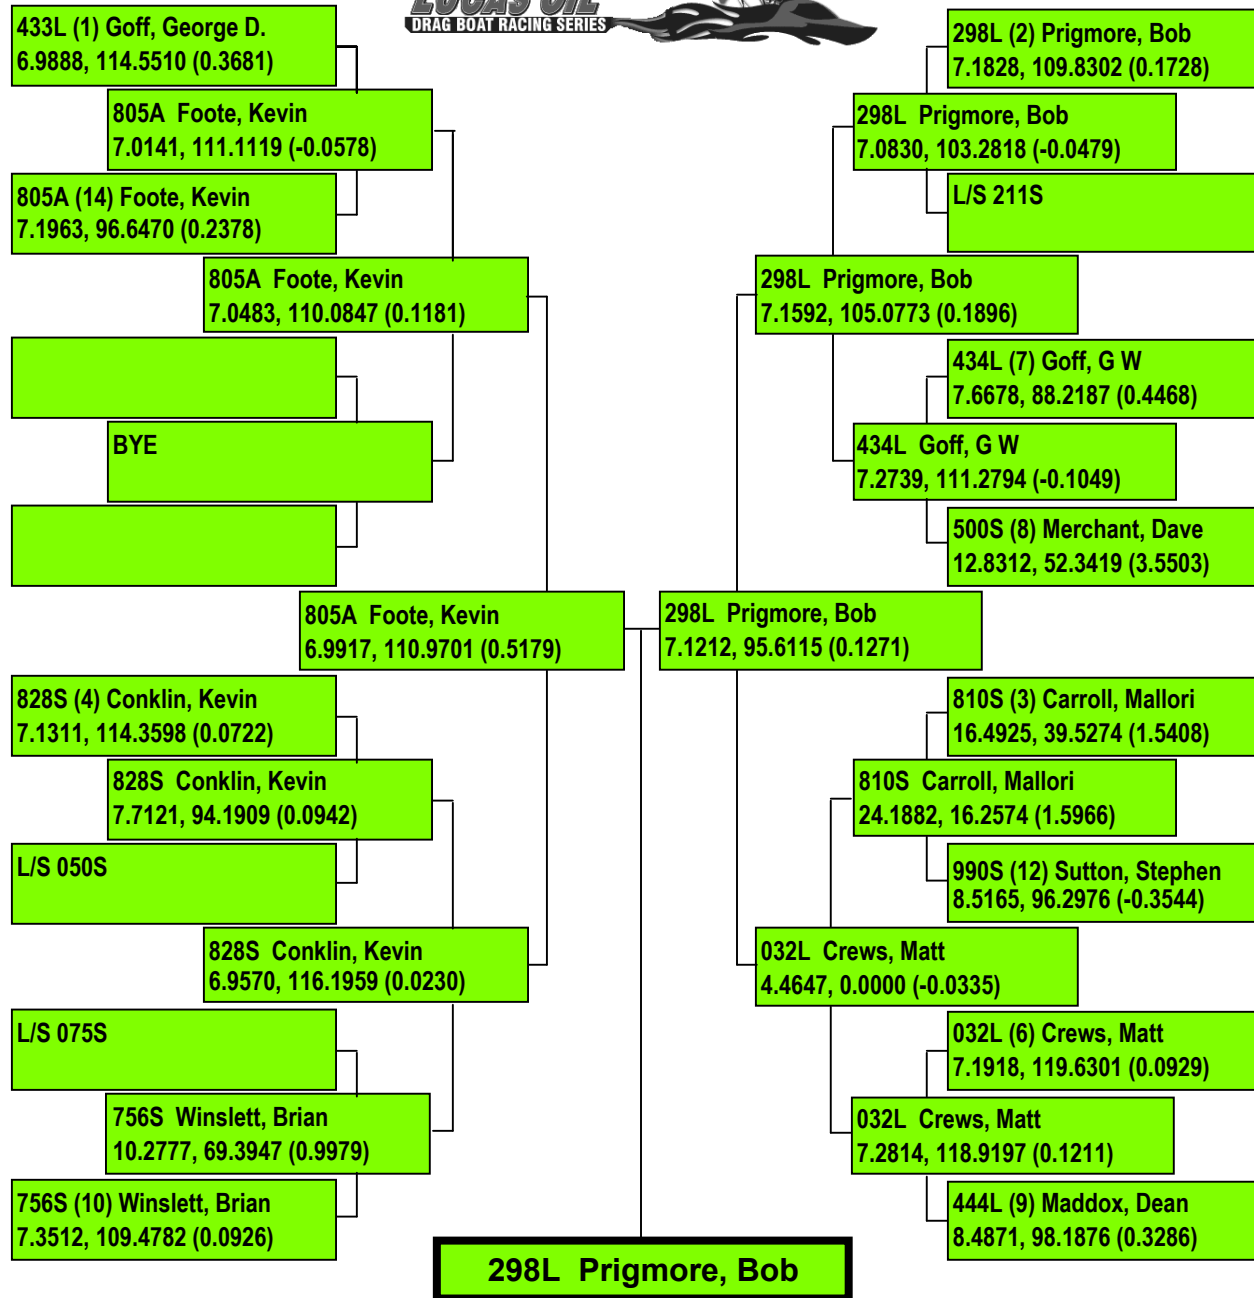 LUCAS OIL
DRAG BOAT RACING SERIES
433L (1) Goff, George D.
6.9888, 114.5510 (0.3681)
805A Foote, Kevin
7.0141, 111.1119 (-0.0578)
805A (14) Foote, Kevin
7.1963, 96.6470 (0.2378)
805A Foote, Kevin
7.0483, 110.0847 (0.1181)
BYE
805A Foote, Kevin
6.9917, 110.9701 (0.5179)
828S (4) Conklin, Kevin
7.1311, 114.3598 (0.0722)
828S Conklin, Kevin
7.7121, 94.1909 (0.0942)
L/S 050S
828S Conklin, Kevin
6.9570, 116.1959 (0.0230)
L/S 075S
756S Winslett, Brian
10.2777, 69.3947 (0.9979)
756S (10) Winslett, Brian
7.3512, 109.4782 (0.0926)
298L (2) Prigmore, Bob
7.1828, 109.8302 (0.1728)
298L Prigmore, Bob
7.0830, 103.2818 (-0.0479)
L/S 211S
298L Prigmore, Bob
7.1592, 105.0773 (0.1896)
434L (7) Goff, G W
7.6678, 88.2187 (0.4468)
434L Goff, G W
7.2739, 111.2794 (-0.1049)
500S (8) Merchant, Dave
12.8312, 52.3419 (3.5503)
298L Prigmore, Bob
7.1212, 95.6115 (0.1271)
810S (3) Carroll, Mallori
16.4925, 39.5274 (1.5408)
810S Carroll, Mallori
24.1882, 16.2574 (1.5966)
990S (12) Sutton, Stephen
8.5165, 96.2976 (-0.3544)
032L Crews, Matt
4.4647, 0.0000 (-0.0335)
032L (6) Crews, Matt
7.1918, 119.6301 (0.0929)
032L Crews, Matt
7.2814, 118.9197 (0.1211)
444L (9) Maddox, Dean
8.4871, 98.1876 (0.3286)
298L Prigmore, Bob